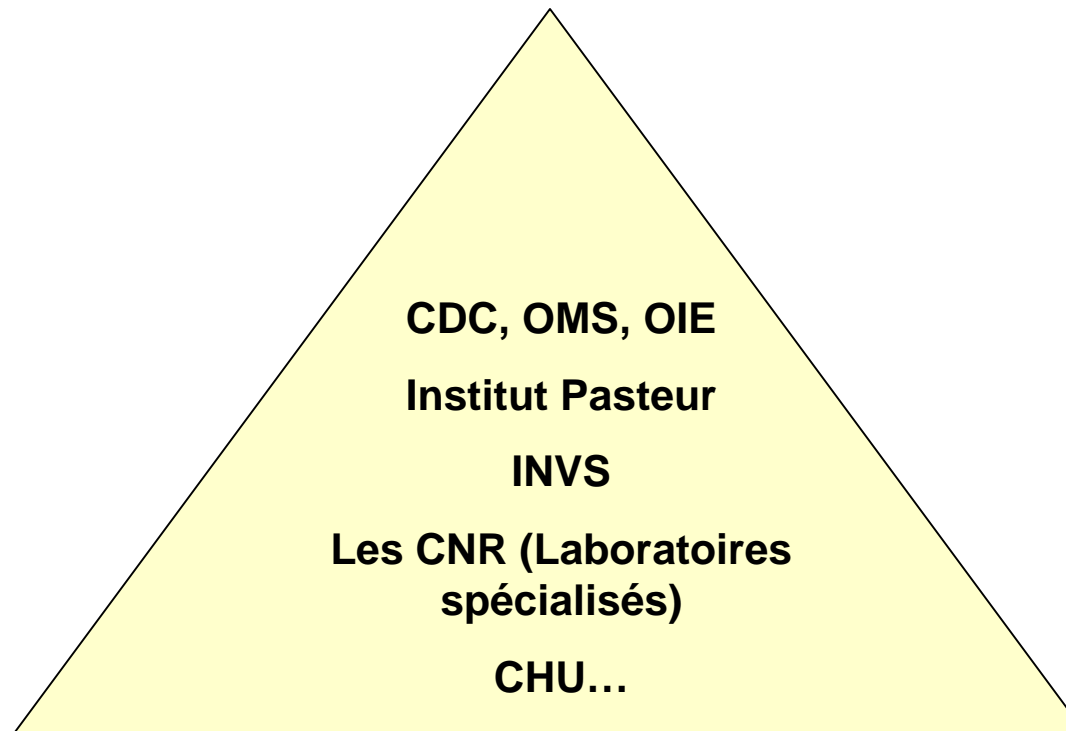 CDC, OMS, OIE
Institut Pasteur
INVS
Les CNR (Laboratoires
spécialisés)
CHU…